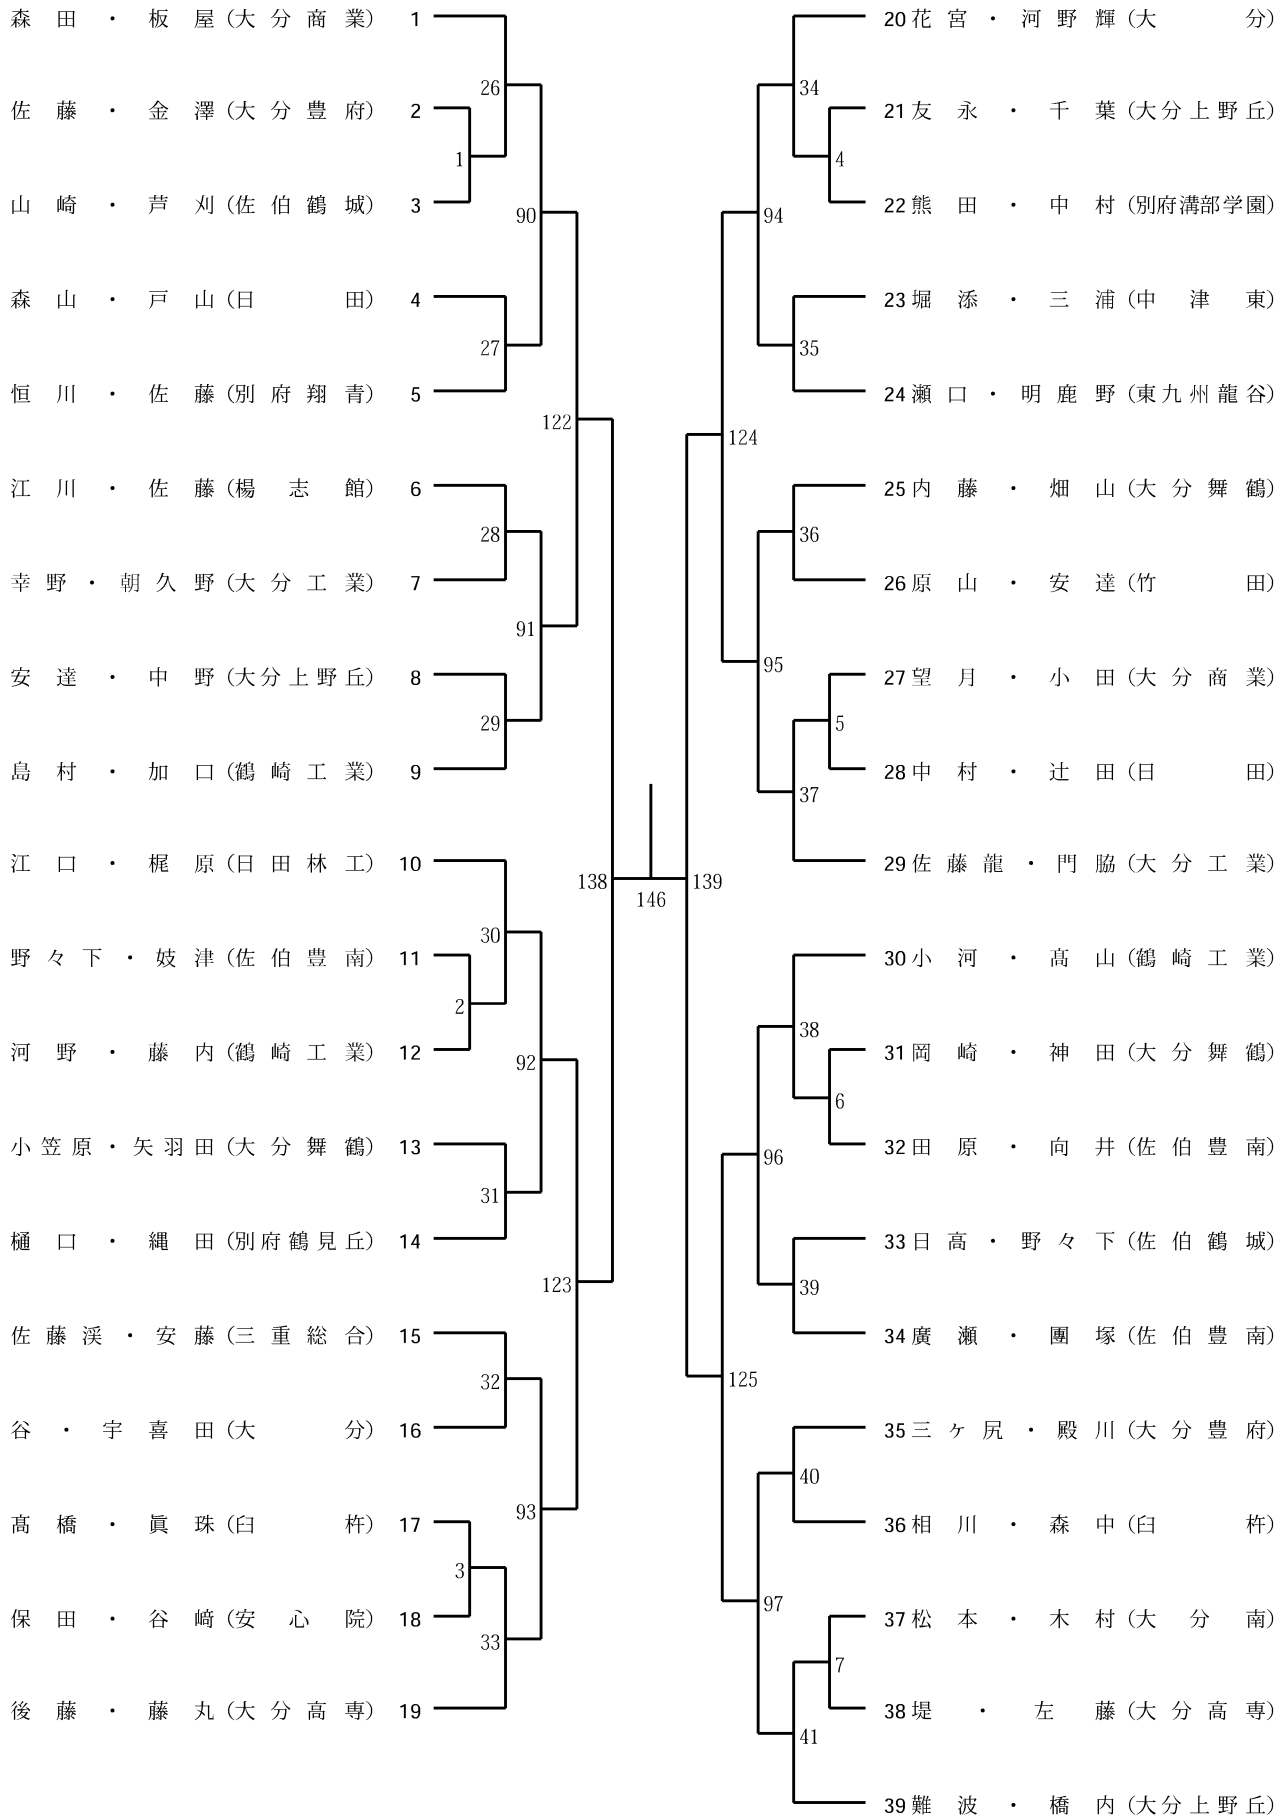 森田・板屋(大分商業) 1
佐藤・金澤(大分豊府) 2
山崎・芦刈(佐伯鶴城) 3
森山・戸山(日田) 4
恒川・佐藤(別府翔青) 5
江川・佐藤(楊志館) 6
幸野・朝久野(大分工業) 7
安達・中野(大分上野丘) 8
島村・加口(鶴崎工業) 9
江口・梶原(日田林工) 10
野々下・妓津(佐伯豊南) 11
河野・藤内(鶴崎工業) 12
小笠原・矢羽田(大分舞鶴) 13
樋口・縄田(別府鶴見丘) 14
佐藤渓・安藤(三重総合) 15
谷・宇喜田(大分) 16
髙橋・眞珠(臼杵) 17
保田・谷﨑(安心院) 18
後藤・藤丸(大分高専) 19
26
1
90
27
122
28
91
29
30
2
92
31
123
32
93
3
33
138
146
139
34
4
94
35
124
36
95
5
37
38
6
96
39
125
40
97
7
41
20 花宮・河野輝(大分)
21 友永・千葉(大分上野丘)
22 熊田・中村(別府溝部学園)
23 堀添・三浦(中津東)
24 瀬口・明鹿野(東九州龍谷)
25 内藤・畑山(大分舞鶴)
26 原山・安達(竹田)
27 望月・小田(大分商業)
28 中村・辻田(日田)
29 佐藤龍・門脇(大分工業)
30 小河・髙山(鶴崎工業)
31 岡崎・神田(大分舞鶴)
32 田原・向井(佐伯豊南)
33 日高・野々下(佐伯鶴城)
34 廣瀬・團塚(佐伯豊南)
35 三ヶ尻・殿川(大分豊府)
36 相川・森中(臼杵)
37 松本・木村(大分南)
38 堤・左藤(大分高専)
39 難波・橋内(大分上野丘)